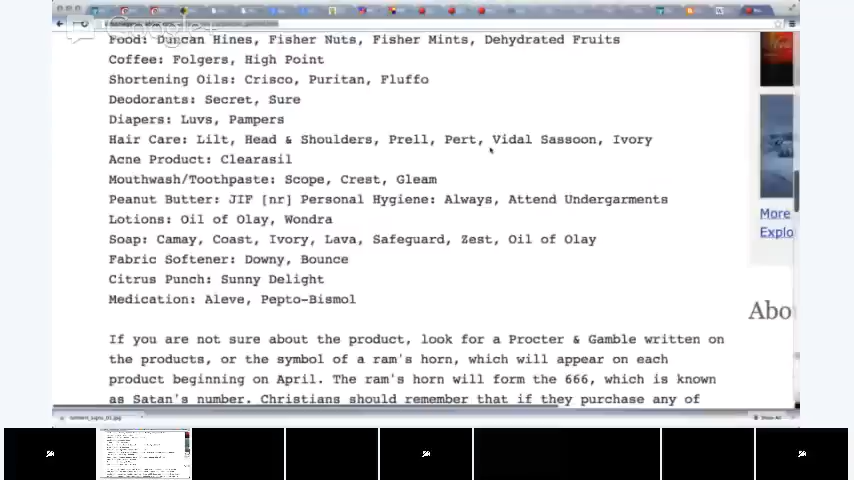 Google+
Food: Duncan Hines, Fisher Nuts, Fisher Mints, Dehydrated Fruits
Coffee: Folgers, High Point
Shortening Oils: Crisco, Puritan, Fluffo
Deodorants: Secret, Sure
Diapers: Luvs, Pampers
Hair Care: Lilt, Head & Shoulders, Prell, Pert, Vidal Sassoon, Ivory
Acne Product: Clearasil
Mouthwash/Toothpaste: Scope, Crest, Gleam
Peanut Butter: JIF [nr] Personal Hygiene: Always, Attend Undergarments
Lotions: Oil of Olay, Wondra
More
Soap: Camay, Coast, Ivory, Lava, Safeguard, Zest, Oil of Olay
Explo
Fabric Softener: Downy, Bounce
Citrus Punch: Sunny Delight
Medication: Aleve, Pepto-Bismol
Abo
If you are not sure about the product, look for a Procter & Gamble written on
the products, or the symbol of a ram's horn, which will appear on each
product beginning on April. The ram's horn will form the 666, which is known
as Satan's number. Christians should remember that if they purchase any of
Show All